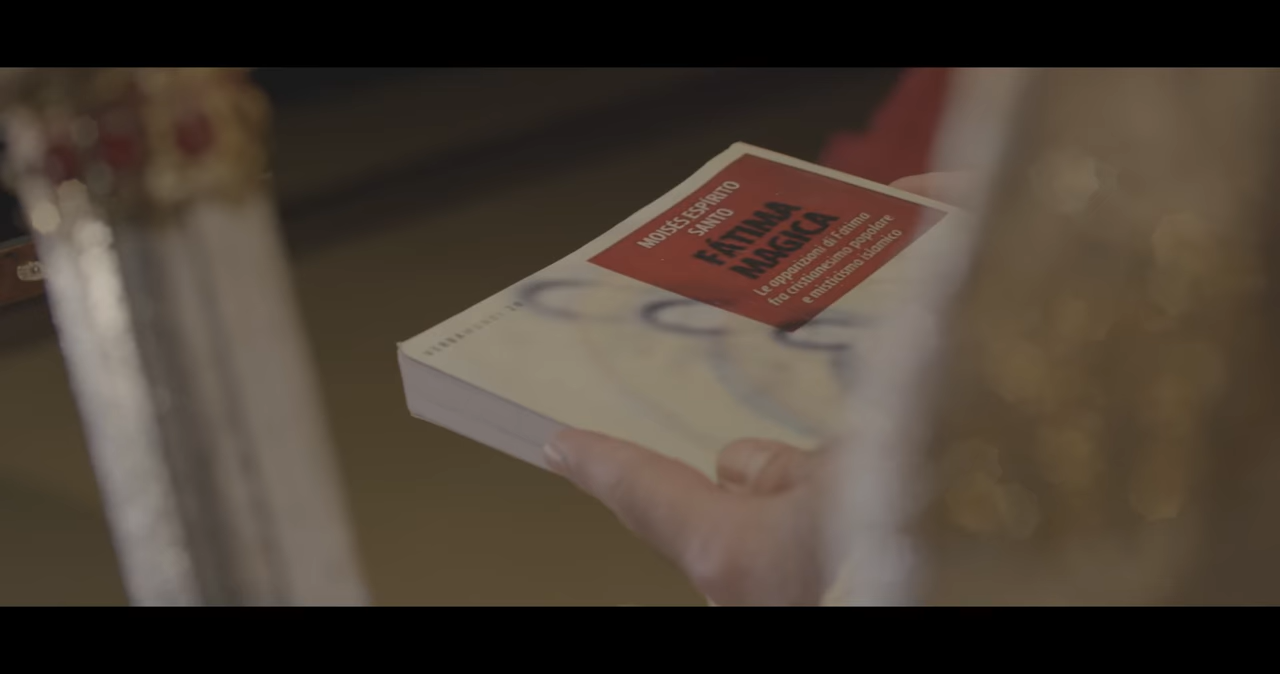 MOISÉS ESPÍRITO
SANTO
FÁTIMA
MAGICA
Le apparizioni di Fatima
fra cristianesimo popolare
e misticismo islamico